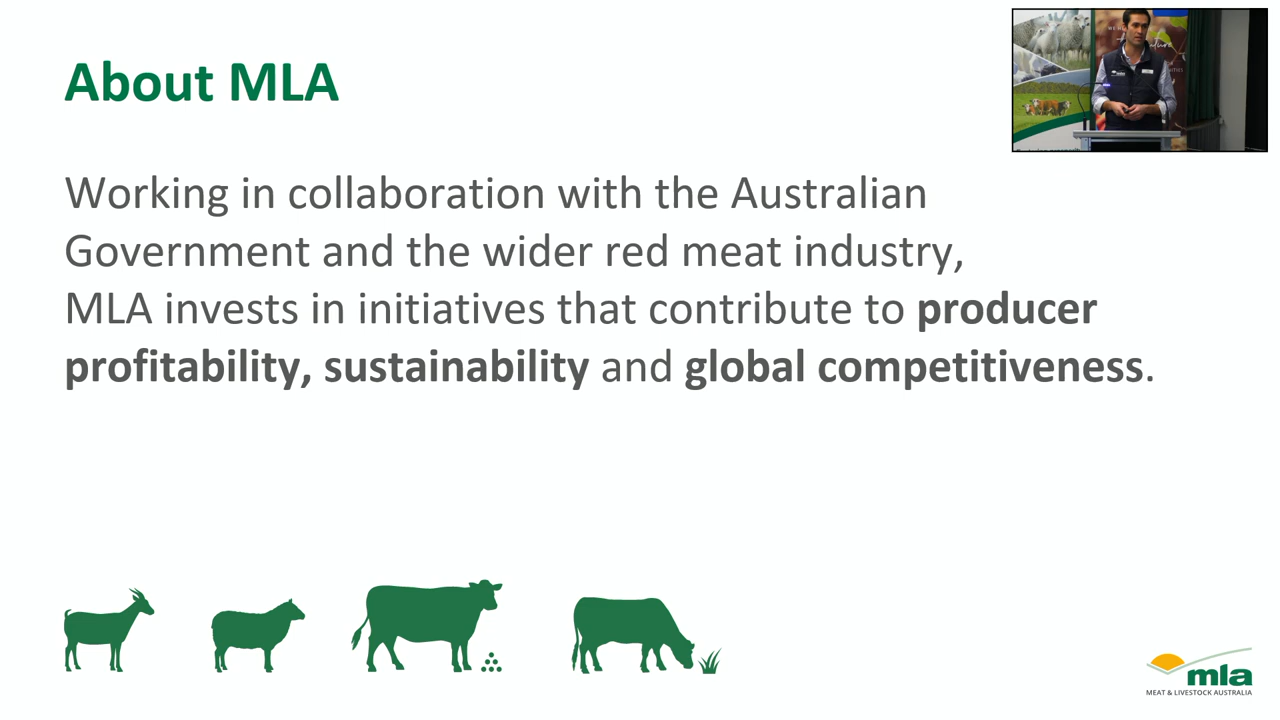 About MLA
Working in collaboration with the Australian
Government and the wider red meat industry,
MLA invests in initiatives that contribute to producer
profitability, sustainability and global competitiveness.
mla
MEAT & LIVESTOCK AUSTRALIA